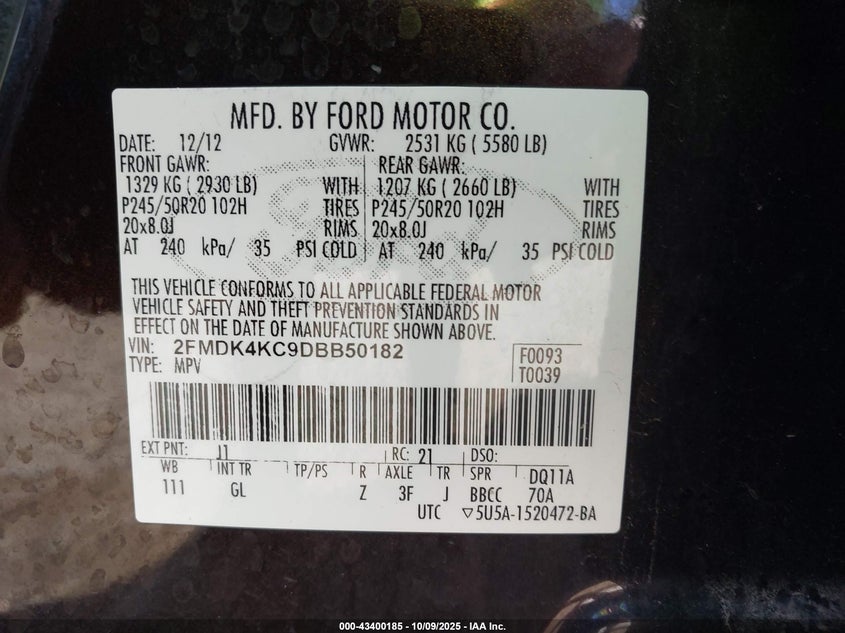 MFD. BY FORD MOTOR CO.
DATE: 12/12 GVWR: 2531 KG ( 5580 LB)
FRONT GAWR: REAR GAWR:
1329 KG ( 2930 LB) WITH 1207 KG ( 2660 LB) WITH
P245/50R20 102H TIRES P245/50R20 102H TIRES
20x8.0J RIMS 20x8.0J RIMS
AT 240 kPa/ 35 PSI COLD AT 240 kPa/ 35 PSI COLD
THIS VEHICLE CONFORMS TO ALL APPLICABLE FEDERAL MOTOR
VEHICLE SAFETY AND THEFT PREVENTION STANDARDS IN
EFFECT ON THE DATE OF MANUFACTURE SHOWN ABOVE.
VIN: 2FMDK4KC9DBB50182 F0093
TYPE: MPV T0039
EXT PNT: J1 RC: 21 DSO:
WB INT TR TP/PS R AXLE TR SPR DQ11A
111 GL Z 3F J BBCC 70A
UTC ▽5U5A-1520472-BA
000-43400185 - 10/09/2025 - IAA Inc.